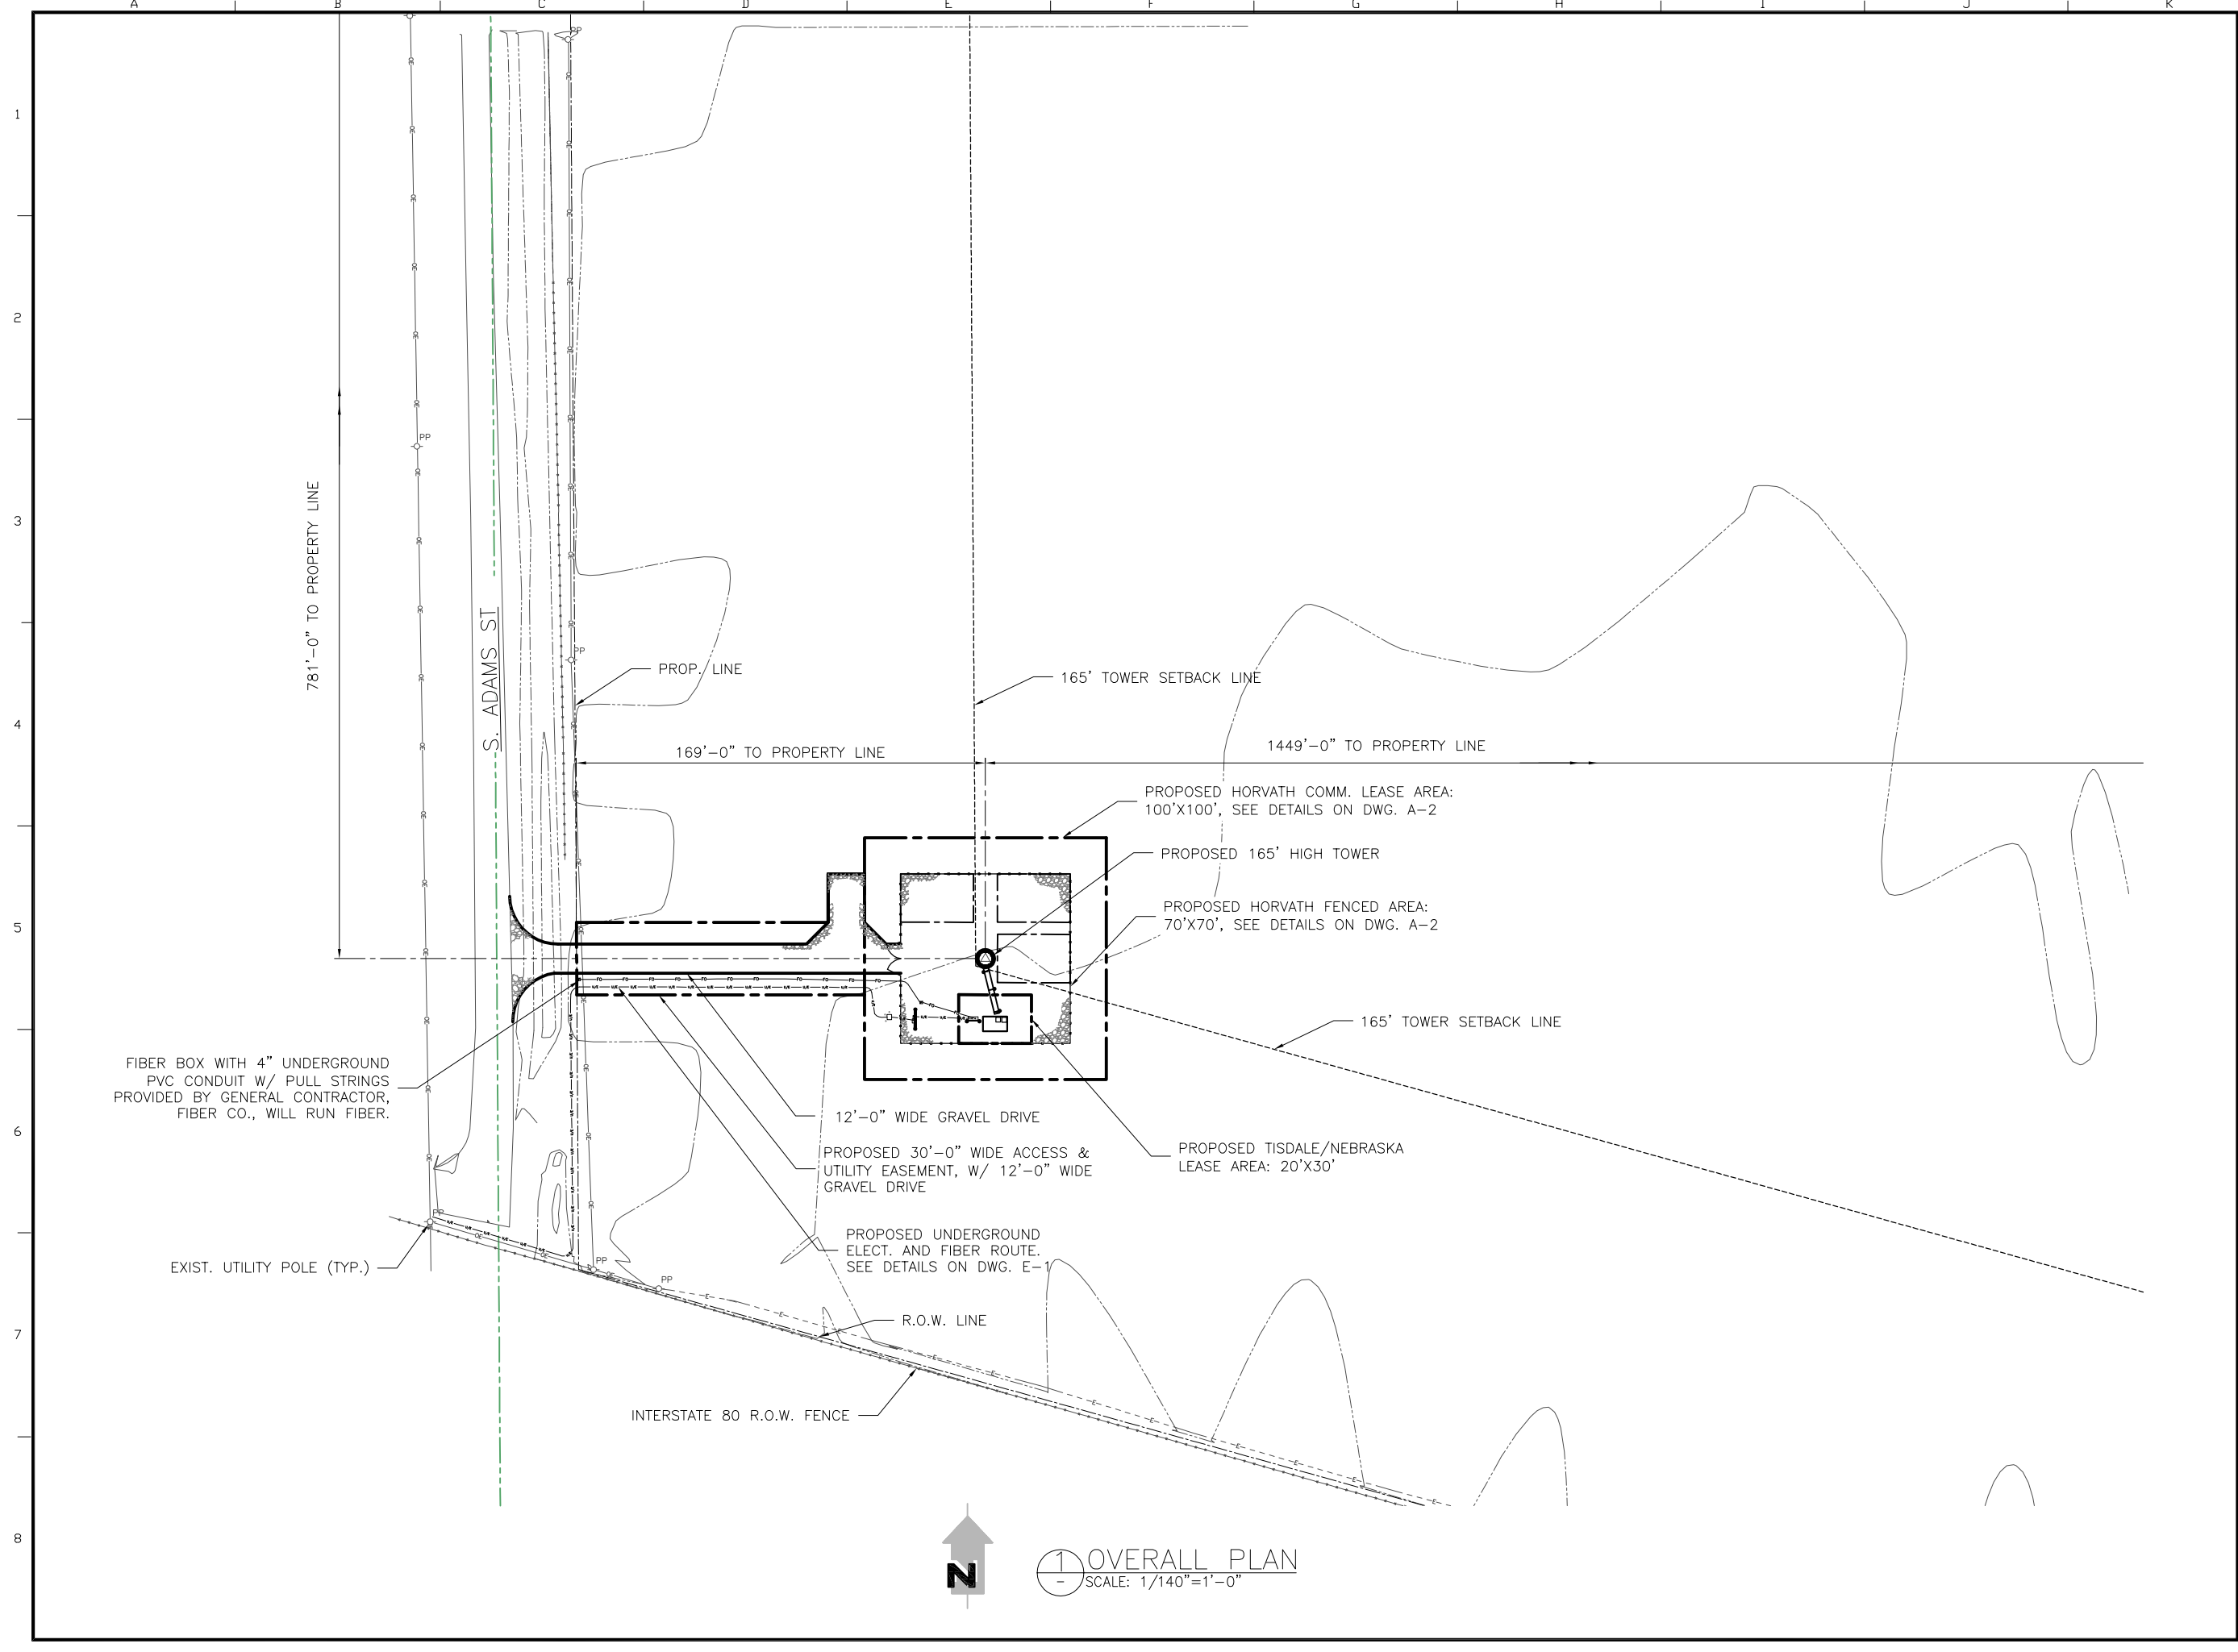 A B C D E F G H I J K
1
2
3
4
5
6
7
8
PP
PP
PP
781'-0" TO PROPERTY LINE
S. ADAMS ST
PROP. LINE
165' TOWER SETBACK LINE
169'-0" TO PROPERTY LINE
1449'-0" TO PROPERTY LINE
PROPOSED HORVATH COMM. LEASE AREA:
100'X100', SEE DETAILS ON DWG. A-2
PROPOSED 165' HIGH TOWER
PROPOSED HORVATH FENCED AREA:
70'X70', SEE DETAILS ON DWG. A-2
165' TOWER SETBACK LINE
FIBER BOX WITH 4" UNDERGROUND
PVC CONDUIT W/ PULL STRINGS
PROVIDED BY GENERAL CONTRACTOR,
FIBER CO., WILL RUN FIBER.
12'-0" WIDE GRAVEL DRIVE
PROPOSED 30'-0" WIDE ACCESS &
UTILITY EASEMENT, W/ 12'-0" WIDE
GRAVEL DRIVE
PROPOSED TISDALE/NEBRASKA
LEASE AREA: 20'X30'
PROPOSED UNDERGROUND
ELECT. AND FIBER ROUTE.
SEE DETAILS ON DWG. E-1
PP
EXIST. UTILITY POLE (TYP.)
PP
PP
R.O.W. LINE
INTERSTATE 80 R.O.W. FENCE
N
1
-
OVERALL PLAN
SCALE: 1/140"=1'-0"